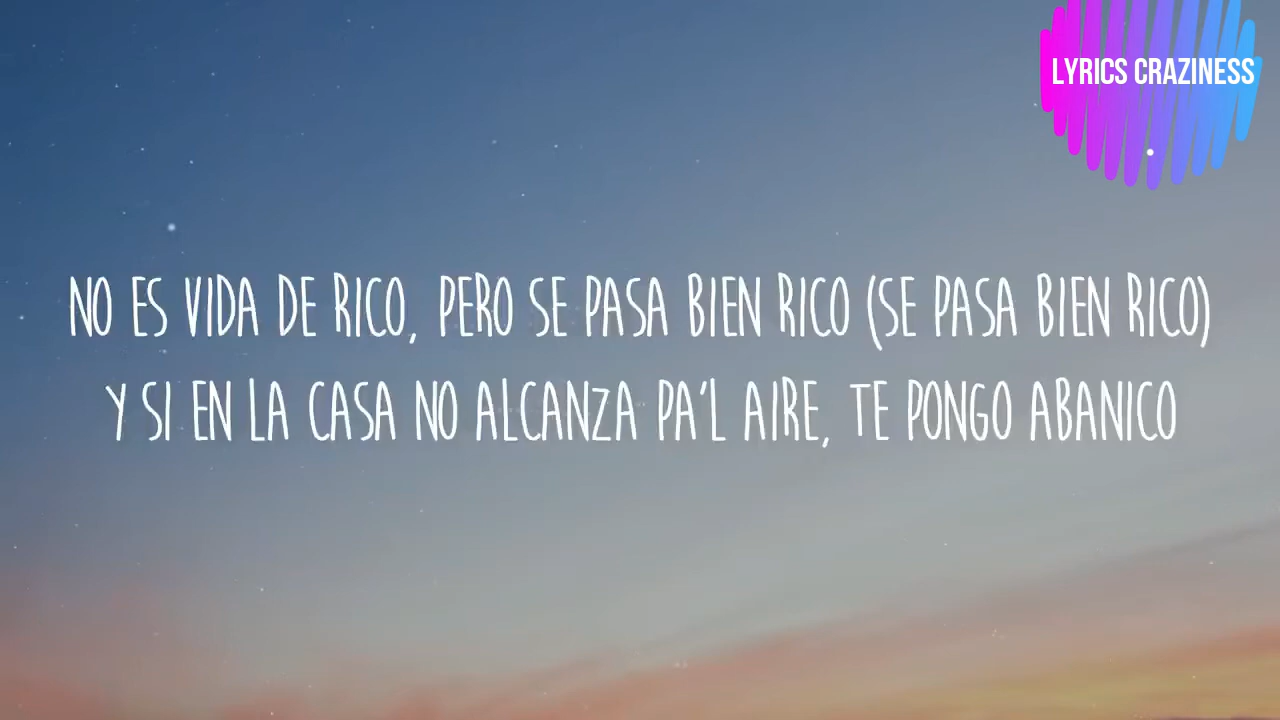 LYRICS CRAZINESS
NO ES VIDA DE RICO, PERO SE PASA BIEN RICO (SE PASA BIEN RICO)
Y SI EN LA CASA NO ALCANZA PA'L AIRE, TE PONGO ABANICO